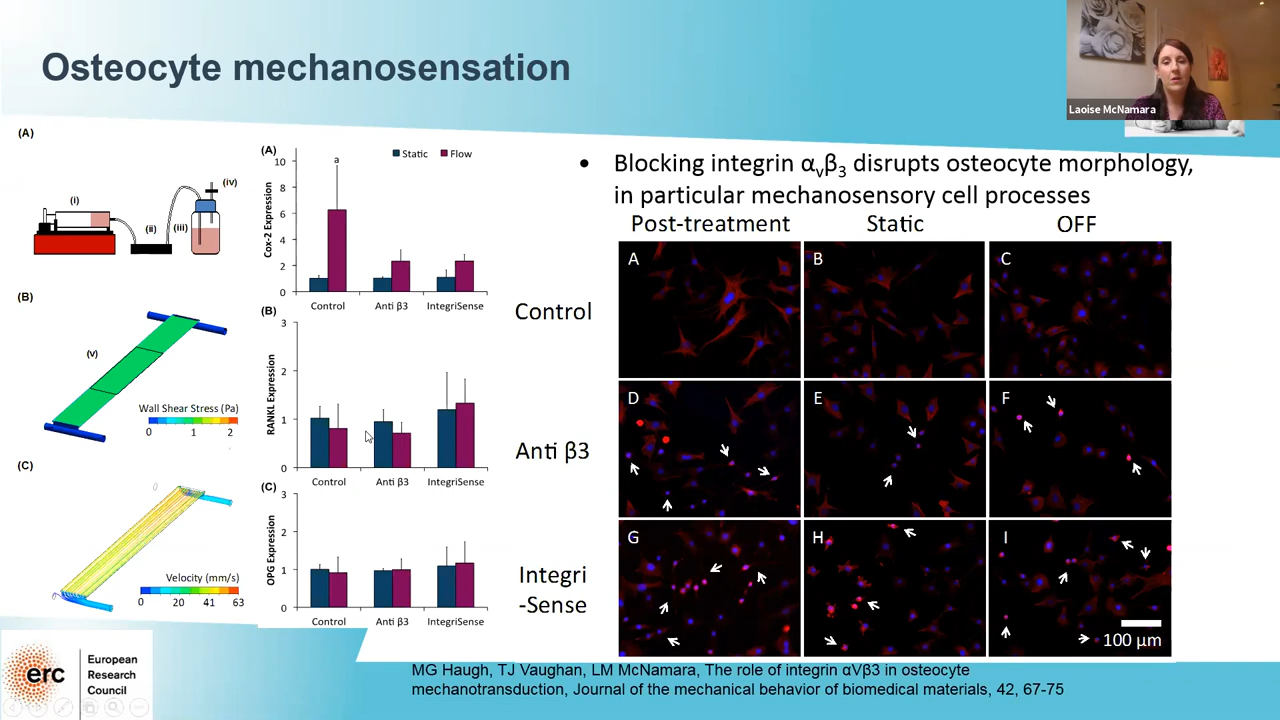 Osteocyte mechanosensation
Laoise McNamara
(A)
(i)
(ii)
(iii)
(iv)
(B)
(v)
Wall Shear Stress (Pa)
0 1 2
(C)
Velocity (mm/s)
0 20 41 63
(A)
Static Flow
a
Cox-2 Expression
10
8
6
4
2
0
Control Anti β3 IntegriSense
(B)
RANKL Expression
3
2
1
0
Control Anti β3 IntegriSense
(C)
OPG Expression
3
2
1
0
Control Anti β3 IntegriSense
• Blocking integrin αvβ3 disrupts osteocyte morphology,
in particular mechanosensory cell processes
Post-treatment Static OFF
Control
A B C
Anti β3
D E F
Integri
-Sense
G H I
100 µm
erc
European
Research
Council
MG Haugh, TJ Vaughan, LM McNamara, The role of integrin αVβ3 in osteocyte
mechanotransduction, Journal of the mechanical behavior of biomedical materials, 42, 67-75